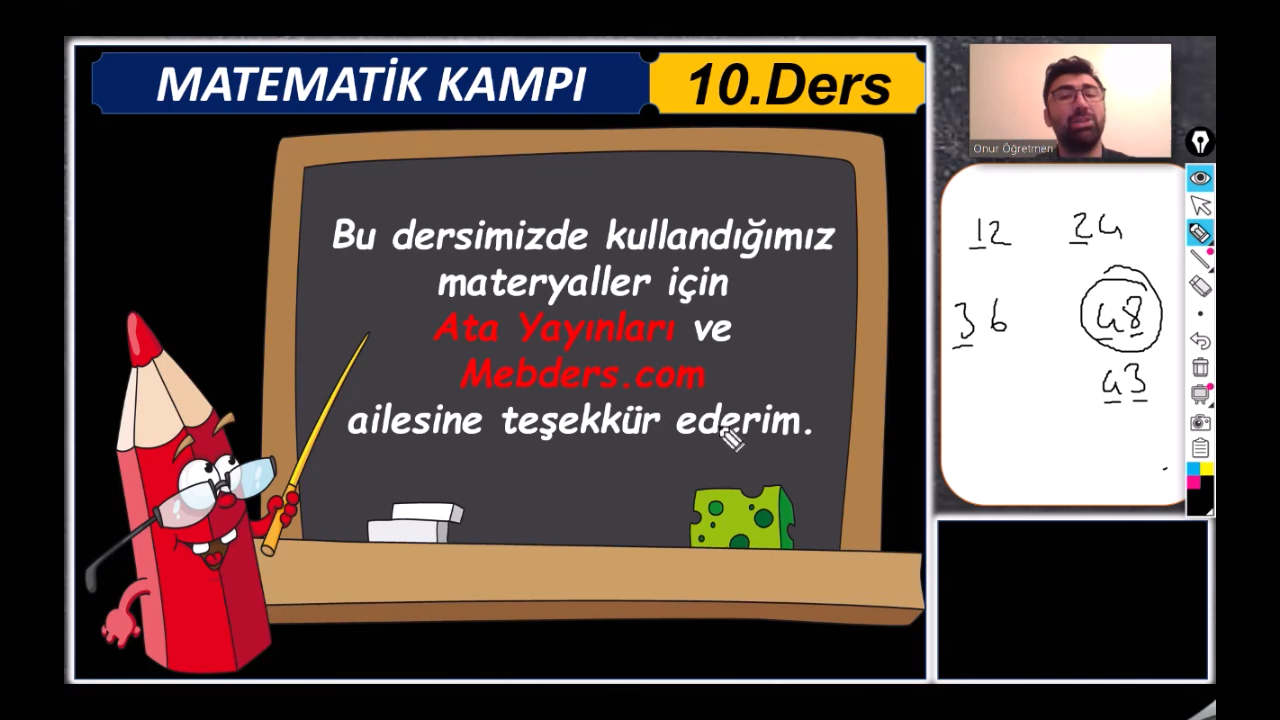 MATEMATİK KAMPI
10.Ders
Bu dersimizde kullandığımız
materyaller için
Ata Yayınları ve
Mebders.com
ailesine teşekkür ederim.
Onur Öğretmen
12 24
36 48
43